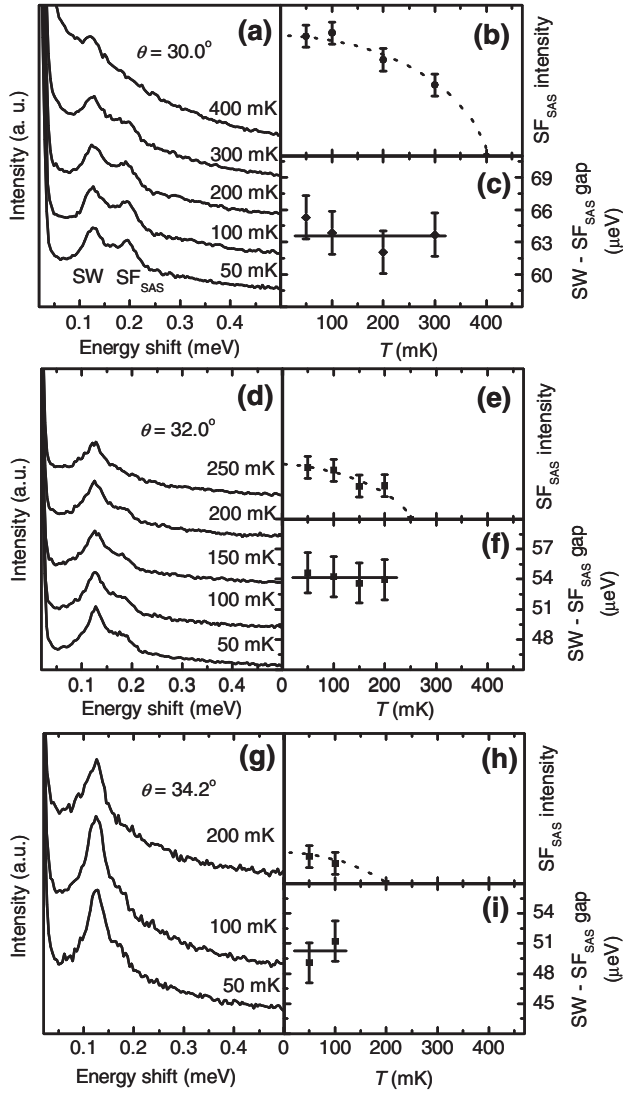 (a)
θ = 30.0°
400 mK
300 mK
200 mK
100 mK
50 mK
SW SF_SAS
Intensity (a. u.)
0.1 0.2 0.3 0.4
Energy shift (meV)
(b)
SF_SAS intensity
(c)
69
66
63
60
SW - SF_SAS gap
(μeV)
100 200 300 400
T (mK)
(d)
θ = 32.0°
250 mK
200 mK
150 mK
100 mK
50 mK
Intensity (a.u.)
0.1 0.2 0.3 0.4
Energy shift (meV)
(e)
SF_SAS intensity
(f)
57
54
51
48
SW - SF_SAS gap
(μeV)
0 100 200 300 400
T (mK)
(g)
θ = 34.2°
200 mK
100 mK
50 mK
Intensity (a.u.)
0.1 0.2 0.3 0.4
Energy shift (meV)
(h)
SF_SAS intensity
(i)
54
51
48
45
SW - SF_SAS gap
(μeV)
0 100 200 300 400
T (mK)